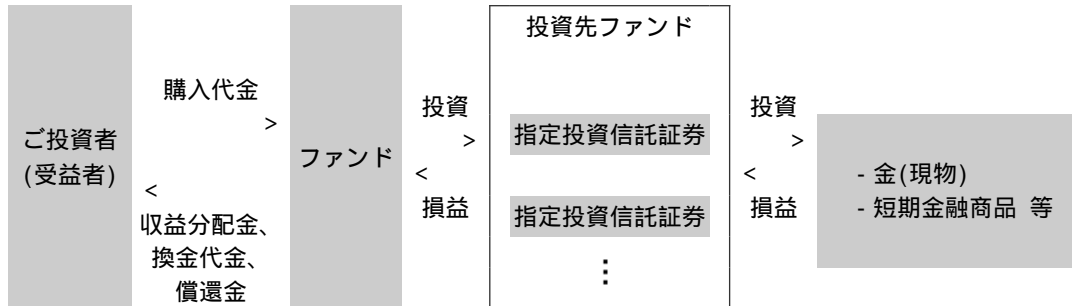 ご投資者
(受益者)
購入代金
>
<
収益分配金、
換金代金、
償還金
ファンド
投資
>
<
損益
投資先ファンド
指定投資信託証券
指定投資信託証券
⋮
投資
>
<
損益
- 金(現物)
- 短期金融商品 等